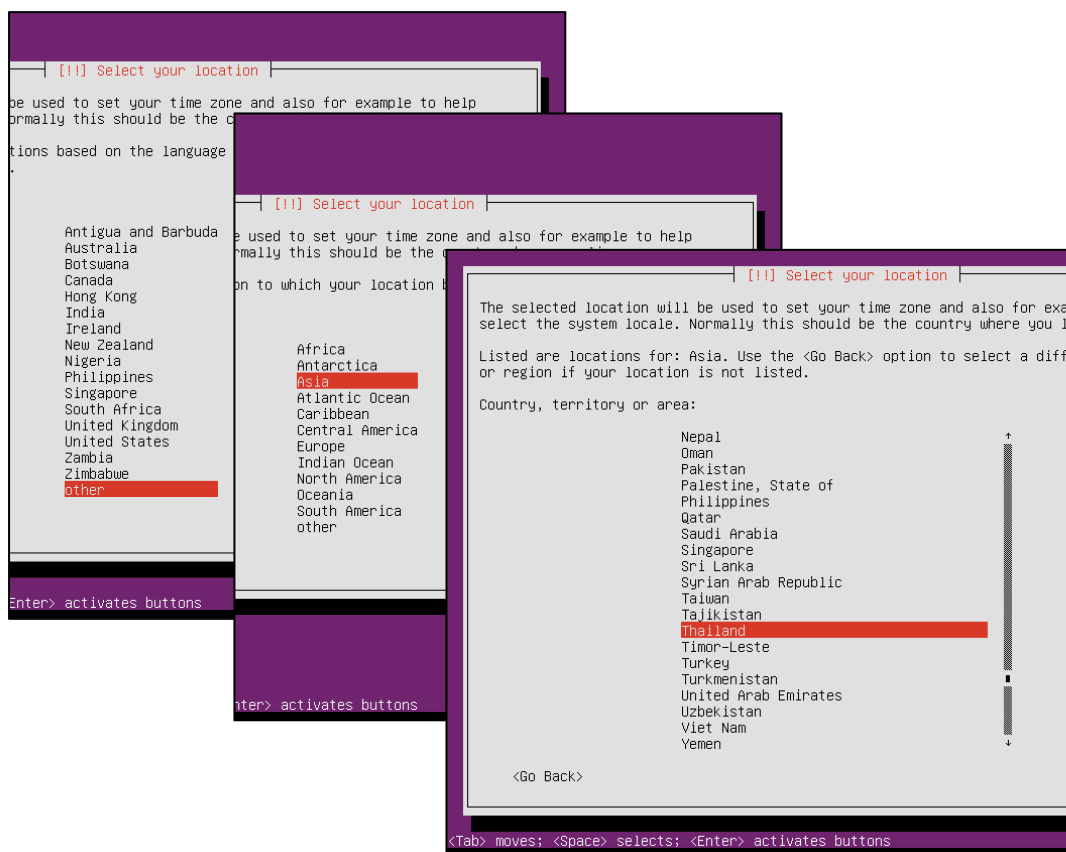 [!!] Select your location
be used to set your time zone and also for example to help
ormally this should be the c
tions based on the language
.
Antigua and Barbuda
Australia
Botswana
Canada
Hong Kong
India
Ireland
New Zealand
Nigeria
Philippines
Singapore
South Africa
United Kingdom
United States
Zambia
Zimbabwe
other
Enter> activates buttons
[!!] Select your location
e used to set your time zone and also for example to help
rmally this should be the
on to which your location
Africa
Antarctica
Asia
Atlantic Ocean
Caribbean
Central America
Europe
Indian Ocean
North America
Oceania
South America
other
nter> activates buttons
[!!] Select your location
The selected location will be used to set your time zone and also for exa
select the system locale. Normally this should be the country where you l
Listed are locations for: Asia. Use the <Go Back> option to select a diff
or region if your location is not listed.
Country, territory or area:
Nepal
Oman
Pakistan
Palestine, State of
Philippines
Qatar
Saudi Arabia
Singapore
Sri Lanka
Syrian Arab Republic
Taiwan
Tajikistan
Thailand
Timor-Leste
Turkey
Turkmenistan
United Arab Emirates
Uzbekistan
Viet Nam
Yemen
<Go Back>
<Tab> moves; <Space> selects; <Enter> activates buttons